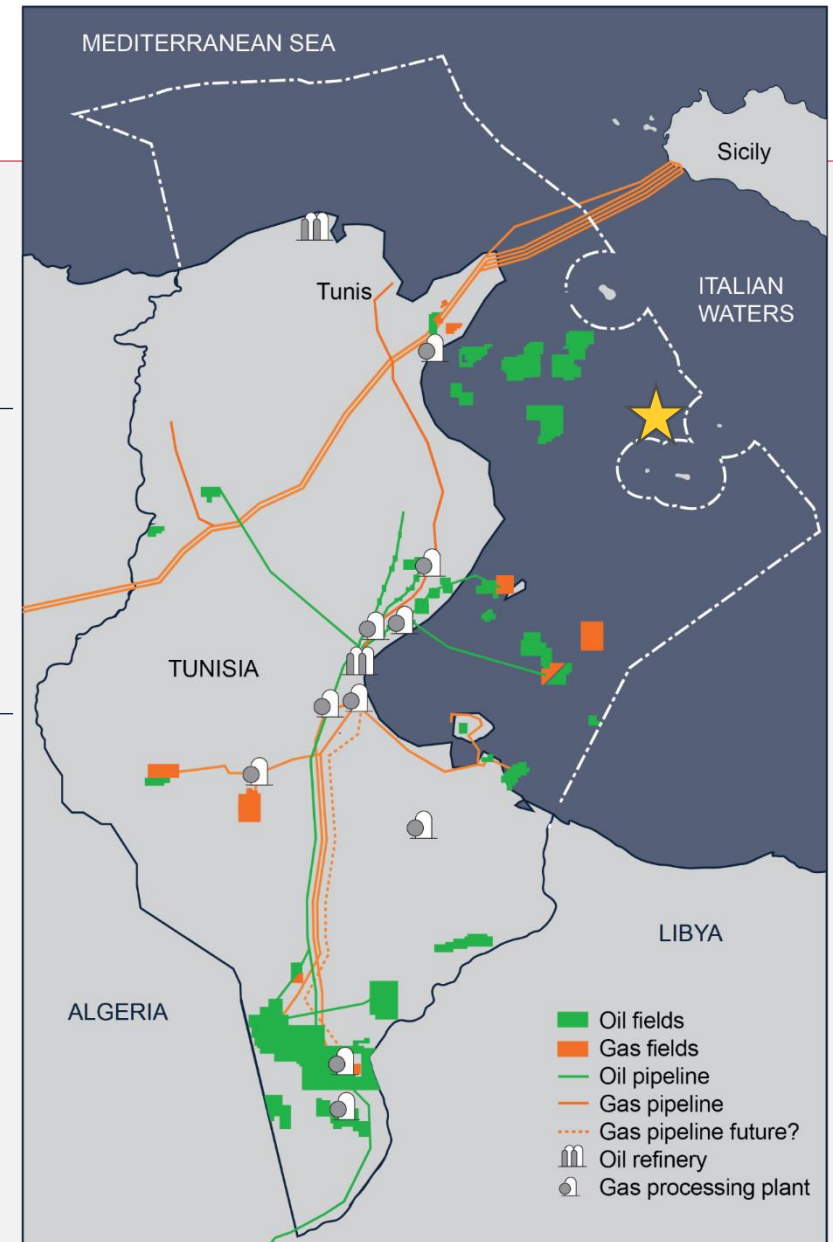 MEDITERRANEAN SEA
Sicily
Tunis
ITALIAN
WATERS
TUNISIA
LIBYA
ALGERIA
Oil fields
Gas fields
Oil pipeline
Gas pipeline
Gas pipeline future?
Oil refinery
Gas processing plant